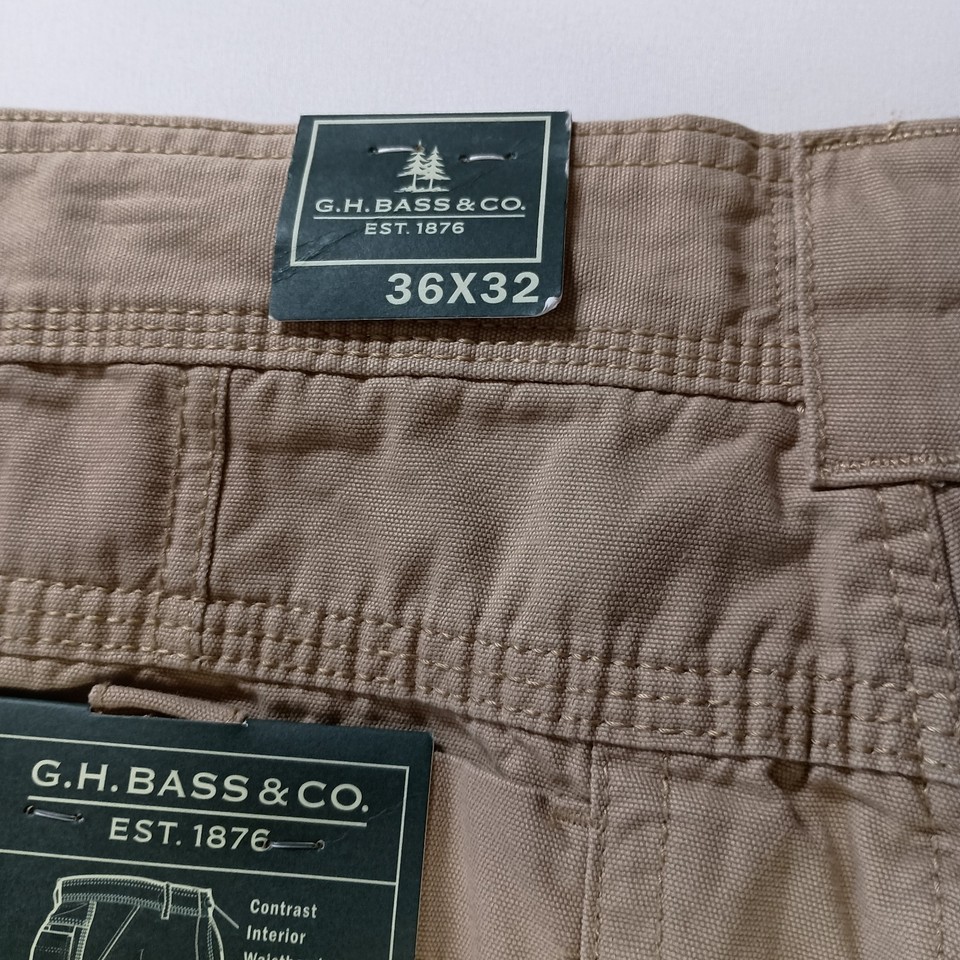 G.H. BASS & CO.
EST. 1876
36X32
G.H. BASS & CO.
EST. 1876
Contrast
Interior